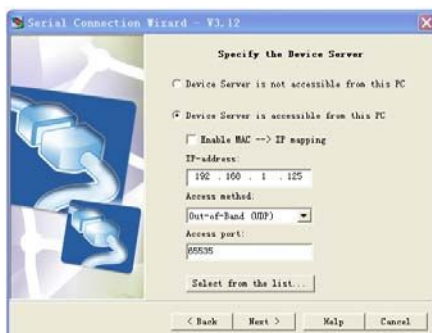 Serial Connection Wizard - V3.12
Specify the Device Server
Device Server is not accessible from this PC
Device Server is accessible from this PC
Enable MAC --> IP mapping
IP-address:
192 .168 . 1 .125
Access method:
Out-of-Band (UDP)
Access port:
65535
Select from the list...
< Back
Next >
Help
Cancel